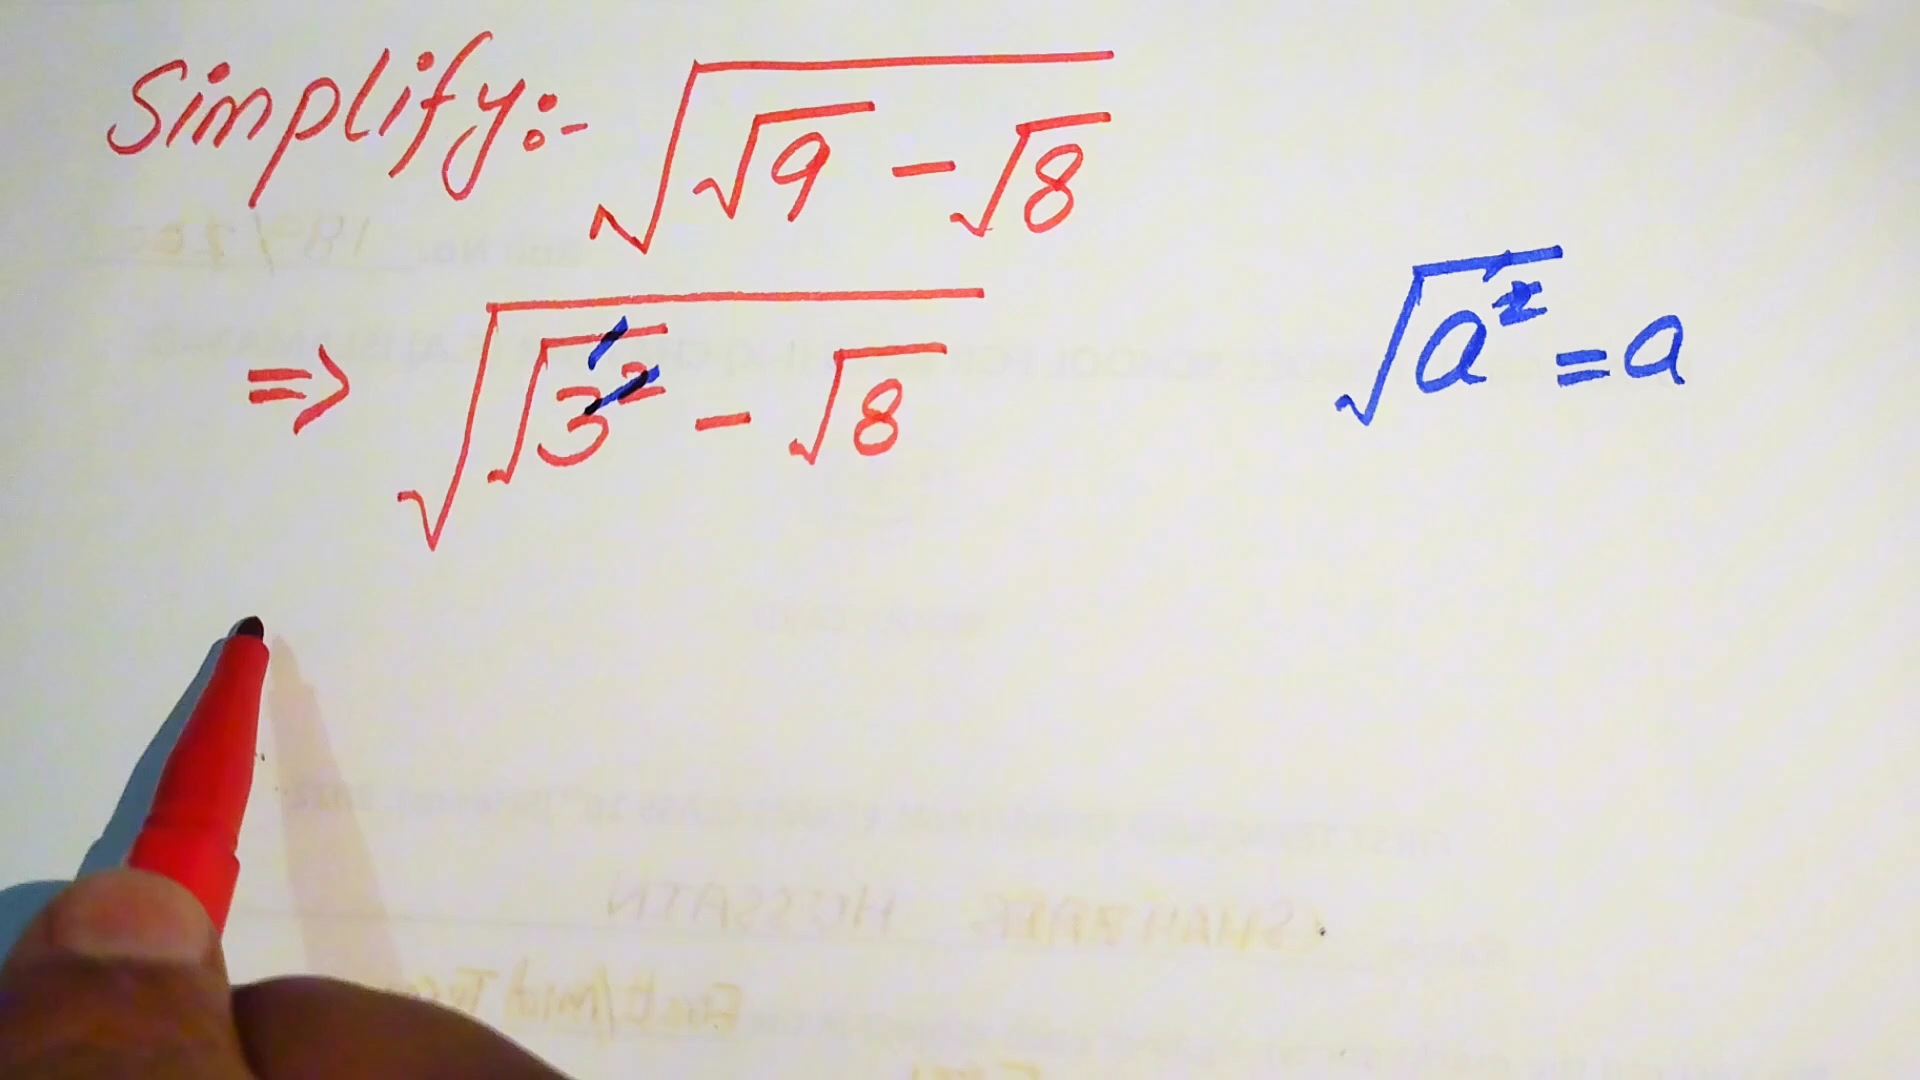 Simplify:- √(√9 - √8)
=> √(√3² - √8)
√a² = a